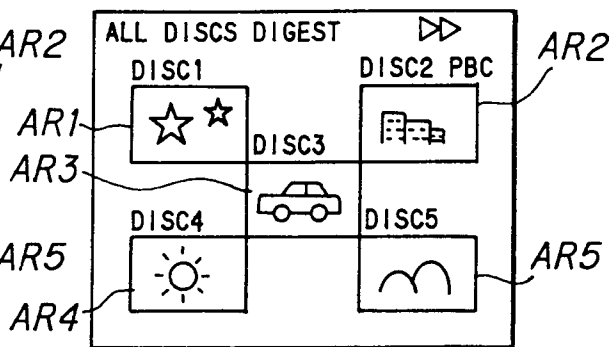 ALL DISCS DIGEST
AR2
AR2
DISC1
DISC2 PBC
AR1
DISC3
AR3
DISC4
DISC5
AR5
AR5
AR4